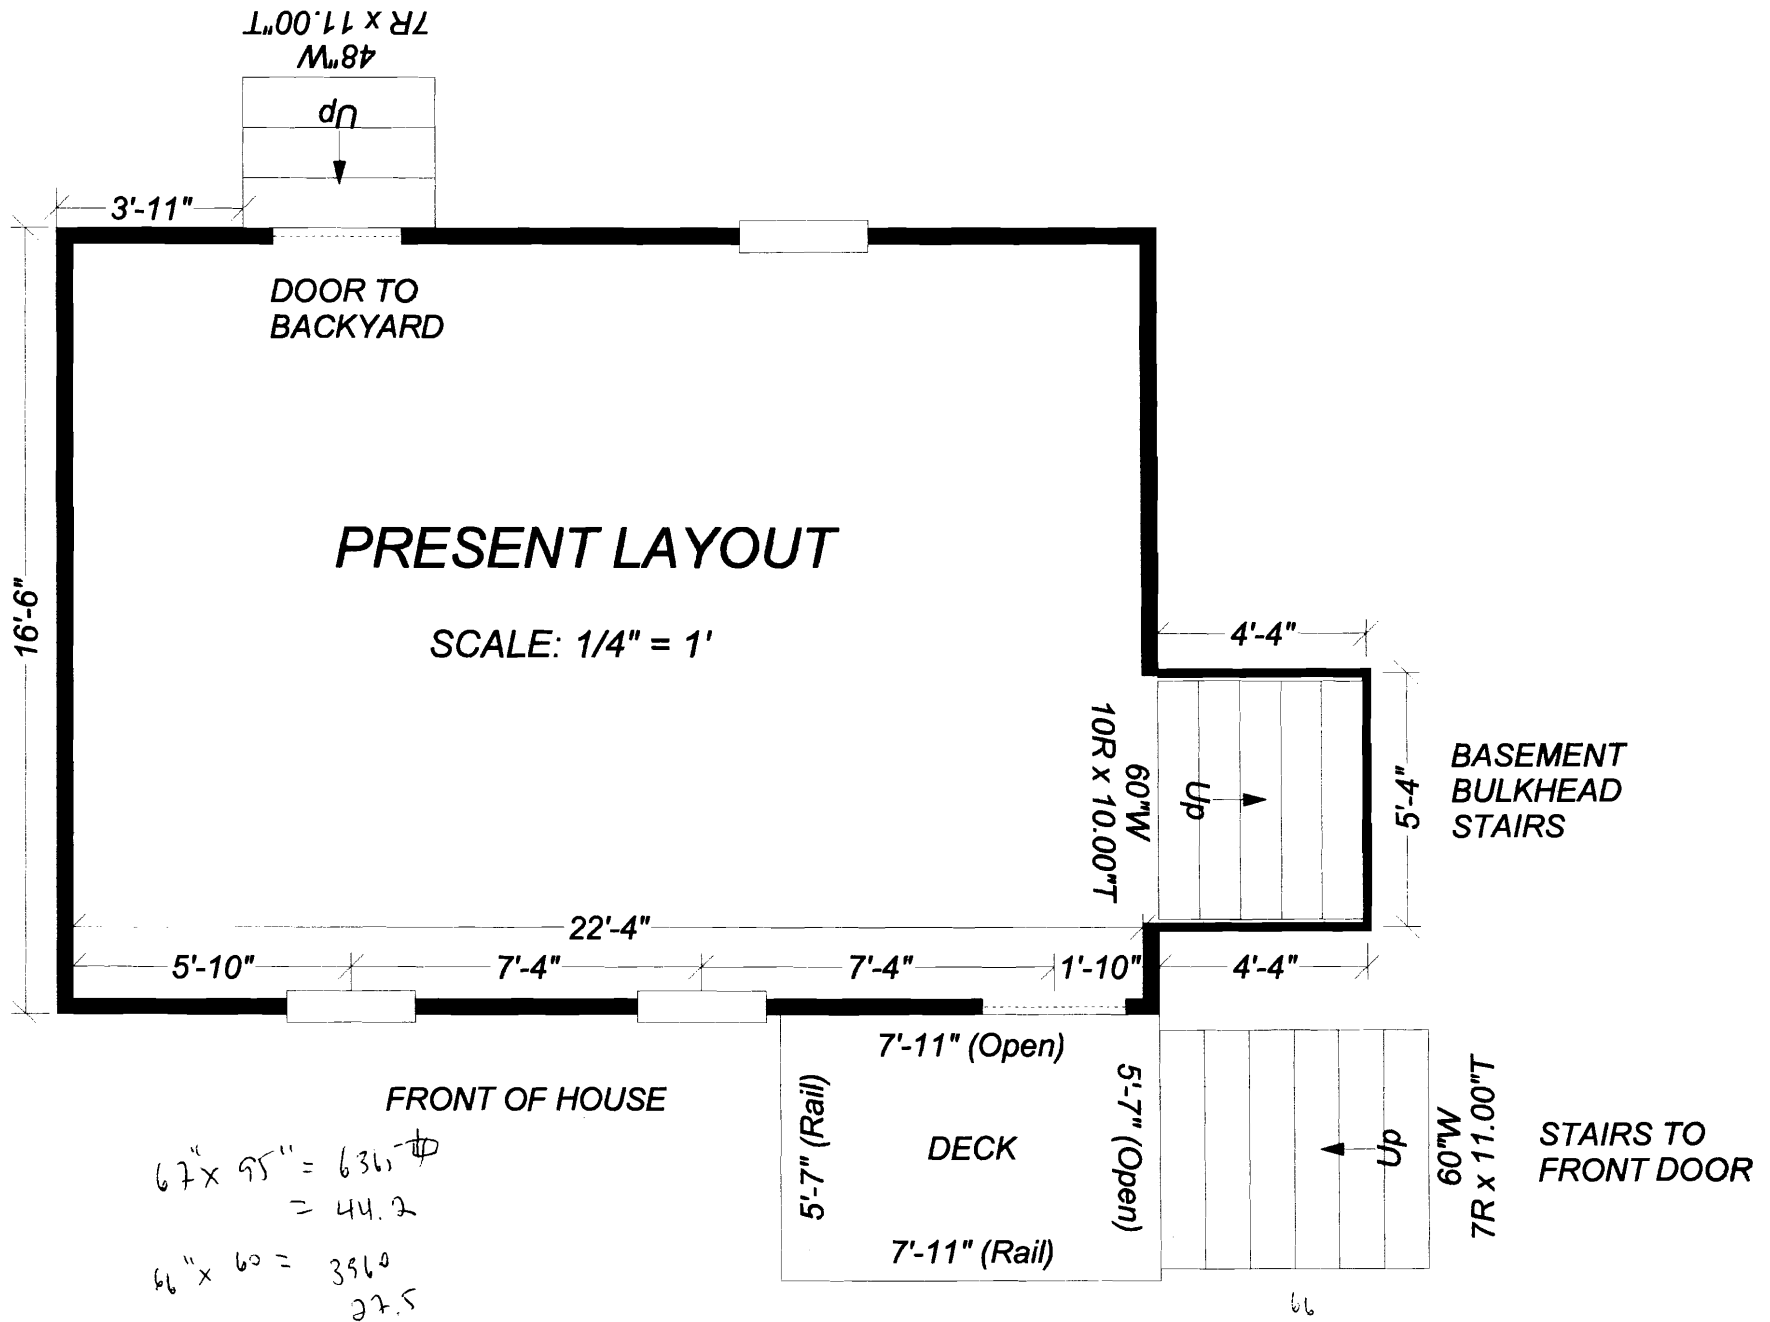 7R x 11.00"T
48"W
Up
3'-11"
DOOR TO
BACKYARD
16'-6"
PRESENT LAYOUT
SCALE: 1/4" = 1'
4'-4"
60"W
10R x 10.00"T
Up
5'-4"
BASEMENT
BULKHEAD
STAIRS
22'-4"
5'-10"
7'-4"
7'-4"
1'-10"
4'-4"
7'-11" (Open)
5'-7" (Rail)
DECK
5'-7" (Open)
7'-11" (Rail)
FRONT OF HOUSE
Up
60"W
7R x 11.00"T
STAIRS TO
FRONT DOOR
67" x 95" =
= 44.2
66" x 60 = 3960
27.5
66